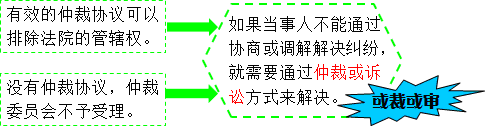 有效的仲裁协议可以
排除法院的管辖权。
没有仲裁协议，仲裁
委员会不予受理。
如果当事人不能通过
协商或调解解决纠纷，
就需要通过仲裁或诉
讼方式来解决。
或裁或审